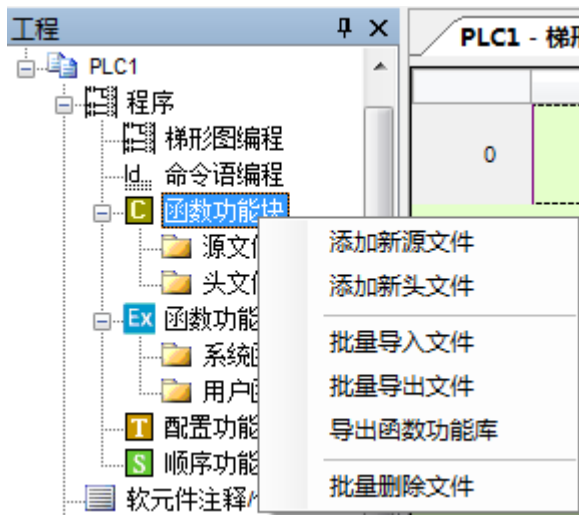 工程
PLC1 - 梯形
PLC1
程序
梯形图编程
0
ld... 命令语编程
C 函数功能块
源文件
头文件
Ex 函数功能
系统
用户
T 配置功能
S 顺序功能
软元件注释/
添加新源文件
添加新头文件
批量导入文件
批量导出文件
导出函数功能库
批量删除文件